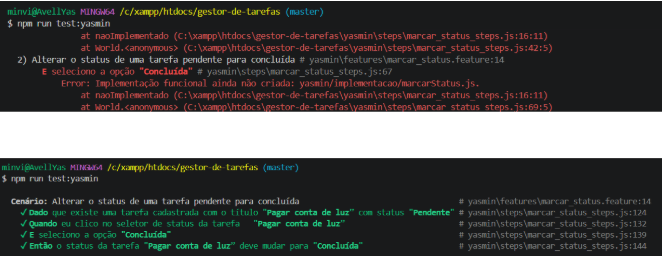 minvi@AvellYas MINGW64 /c/xampp/htdocs/gestor-de-tarefas (master)
$ npm run test:yasmin
at naoImplementado (C:\xampp\htdocs\gestor-de-tarefas\yasmin\steps\marcar_status_steps.js:16:11)
at World.<anonymous> (C:\xampp\htdocs\gestor-de-tarefas\yasmin\steps\marcar_status_steps.js:42:5)
2) Alterar o status de uma tarefa pendente para concluída # yasmin\features\marcar_status.feature:14
E seleciono a opção "Concluída" # yasmin\steps\marcar_status_steps.js:67
Error: Implementação funcional ainda não criada: yasmin/implementacao/marcarStatus.js.
at naoImplementado (C:\xampp\htdocs\gestor-de-tarefas\yasmin\steps\marcar_status_steps.js:16:11)
at World.<anonymous> (C:\xampp\htdocs\gestor-de-tarefas\yasmin\steps\marcar_status_steps.js:69:5)
minvi@AvellYas MINGW64 /c/xampp/htdocs/gestor-de-tarefas (master)
$ npm run test:yasmin
Cenário: Alterar o status de uma tarefa pendente para concluída # yasmin\features\marcar_status.feature:14
✓ Dado que existe uma tarefa cadastrada com o título "Pagar conta de luz" com status "Pendente" # yasmin\steps\marcar_status_steps.js:124
✓ Quando eu clico no seletor de status da tarefa "Pagar conta de luz" # yasmin\steps\marcar_status_steps.js:132
✓ E seleciono a opção "Concluída" # yasmin\steps\marcar_status_steps.js:139
✓ Então o status da tarefa "Pagar conta de luz" deve mudar para "Concluída" # yasmin\steps\marcar_status_steps.js:144